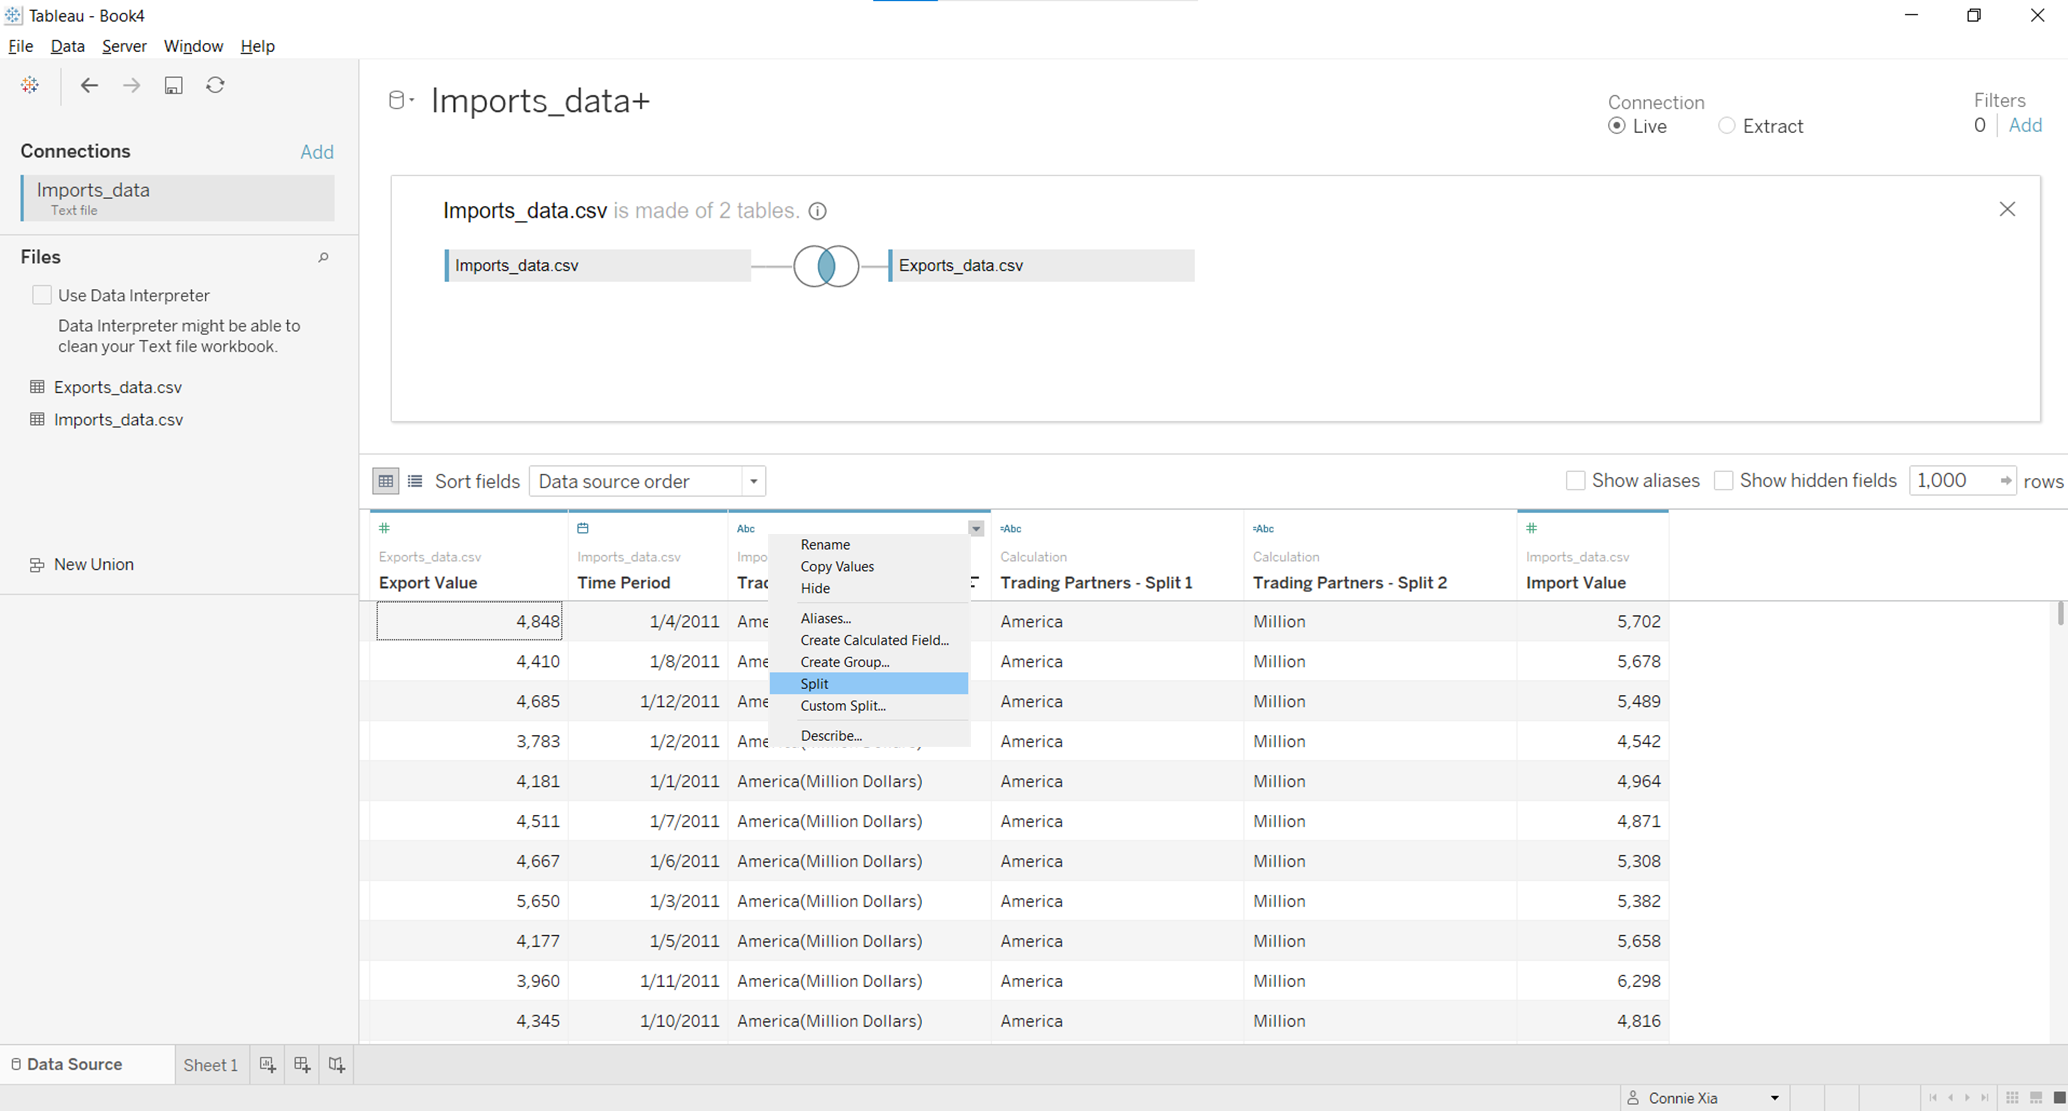 Tableau - Book4
File Data Server Window Help
Connections Add
Imports_data
Text file
Files
Use Data Interpreter
Data Interpreter might be able to
clean your Text file workbook.
Exports_data.csv
Imports_data.csv
New Union
Imports_data+
Connection
Live Extract
Filters
0 Add
Imports_data.csv is made of 2 tables.
Imports_data.csv Exports_data.csv
Sort fields Data source order Show aliases Show hidden fields 1,000 rows
Abc =Abc =Abc
Exports_data.csv Imports_data.csv Calculation Calculation Imports_data.csv
Export Value Time Period Trading Partners - Split 1 Trading Partners - Split 2 Import Value
Rename
Copy Values
Hide
Aliases...
Create Calculated Field...
Create Group...
Split
Custom Split...
Describe...
4,848 1/4/2011 America Million 5,702
4,410 1/8/2011 America Million 5,678
4,685 1/12/2011 America Million 5,489
3,783 1/2/2011 America Million 4,542
4,181 1/1/2011 America(Million Dollars) America Million 4,964
4,511 1/7/2011 America(Million Dollars) America Million 4,871
4,667 1/6/2011 America(Million Dollars) America Million 5,308
5,650 1/3/2011 America(Million Dollars) America Million 5,382
4,177 1/5/2011 America(Million Dollars) America Million 5,658
3,960 1/11/2011 America(Million Dollars) America Million 6,298
4,345 1/10/2011 America(Million Dollars) America Million 4,816
Data Source Sheet 1
Connie Xia